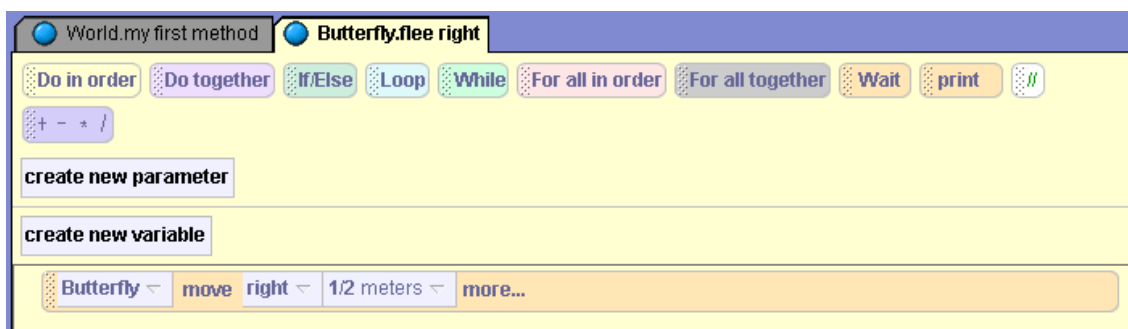 World.my first method Butterfly.flee right
Do in order Do together If/Else Loop While For all in order For all together Wait print //
+ - * /
create new parameter
create new variable
Butterfly move right 1/2 meters more...